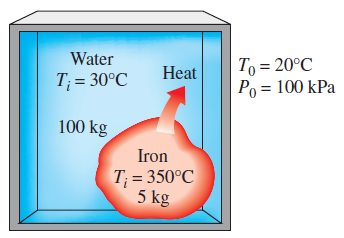 Water
Tᵢ = 30°C
Heat
100 kg
Iron
Tᵢ = 350°C
5 kg
T₀ = 20°C
P₀ = 100 kPa